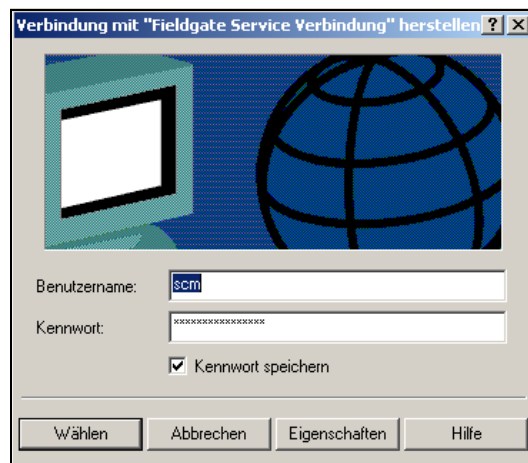 Verbindung mit "Fieldgate Service Verbindung" herstellen
Benutzername:
scm
Kennwort:
****************
Kennwort speichern
Wählen
Abbrechen
Eigenschaften
Hilfe